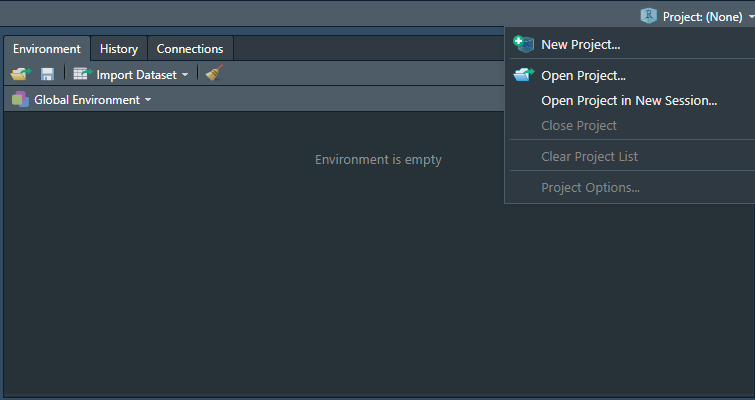 Project: (None)
Environment History Connections
New Project...
Import Dataset
Open Project...
Global Environment
Open Project in New Session...
Close Project
Environment is empty
Clear Project List
Project Options...